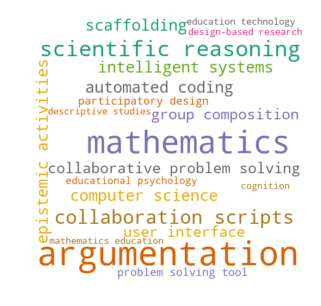 scaffolding
education technology
design-based research
scientific reasoning
intelligent systems
automated coding
participatory design
descriptive studies
group composition
epistemic activities
mathematics
collaborative problem solving
educational psychology
cognition
computer science
collaboration scripts
user interface
mathematics education
argumentation
problem solving tool